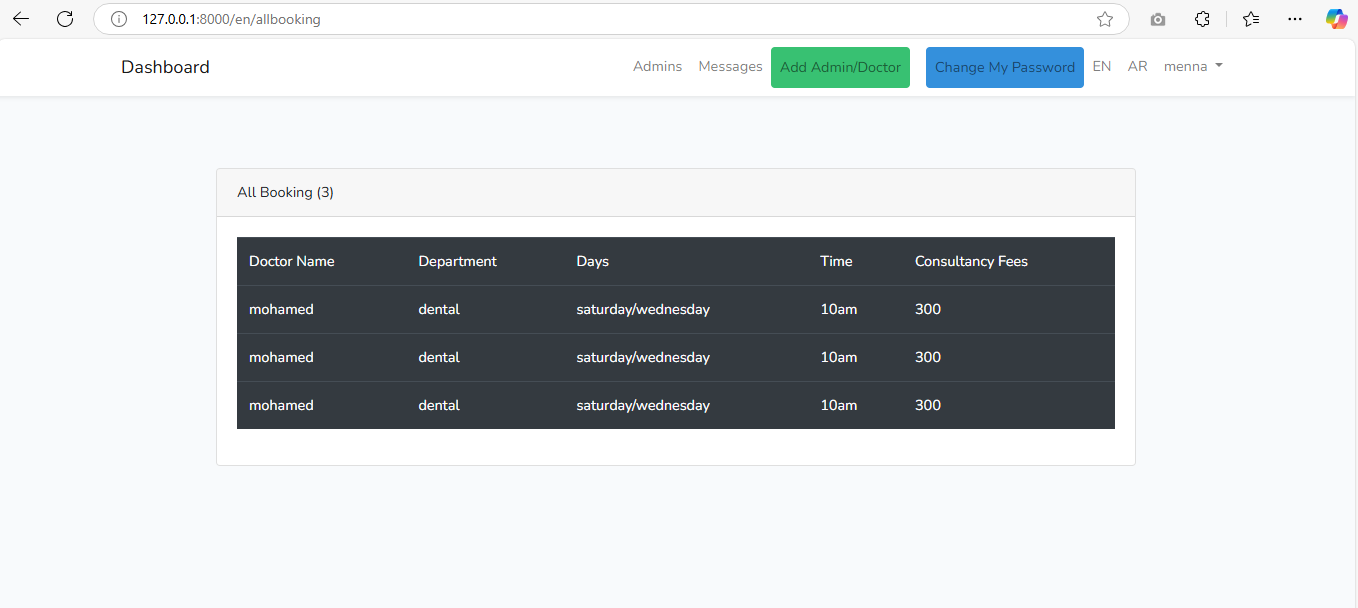 127.0.0.1:8000/en/allbooking
Dashboard Admins Messages Add Admin/Doctor Change My Password EN AR menna
All Booking (3)
Doctor Name Department Days Time Consultancy Fees
mohamed dental saturday/wednesday 10am 300
mohamed dental saturday/wednesday 10am 300
mohamed dental saturday/wednesday 10am 300